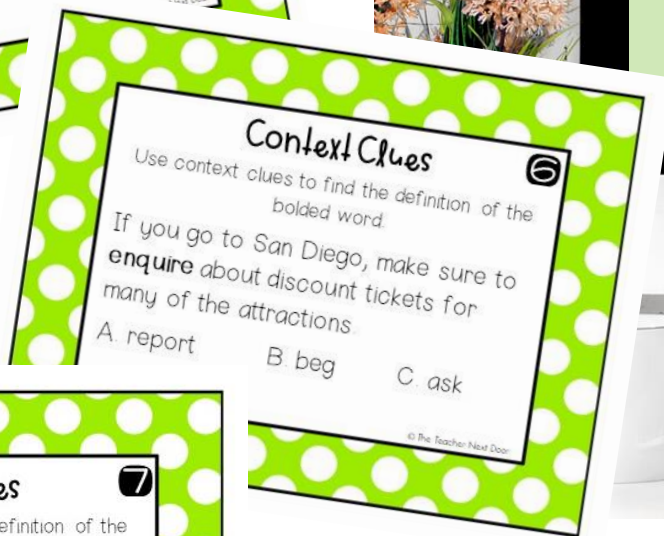 Context Clues
6
Use context clues to find the definition of the
bolded word.
If you go to San Diego, make sure to
enquire about discount tickets for
many of the attractions.
A. report B. beg C. ask
© The Teacher Next Door
7
efinition of the